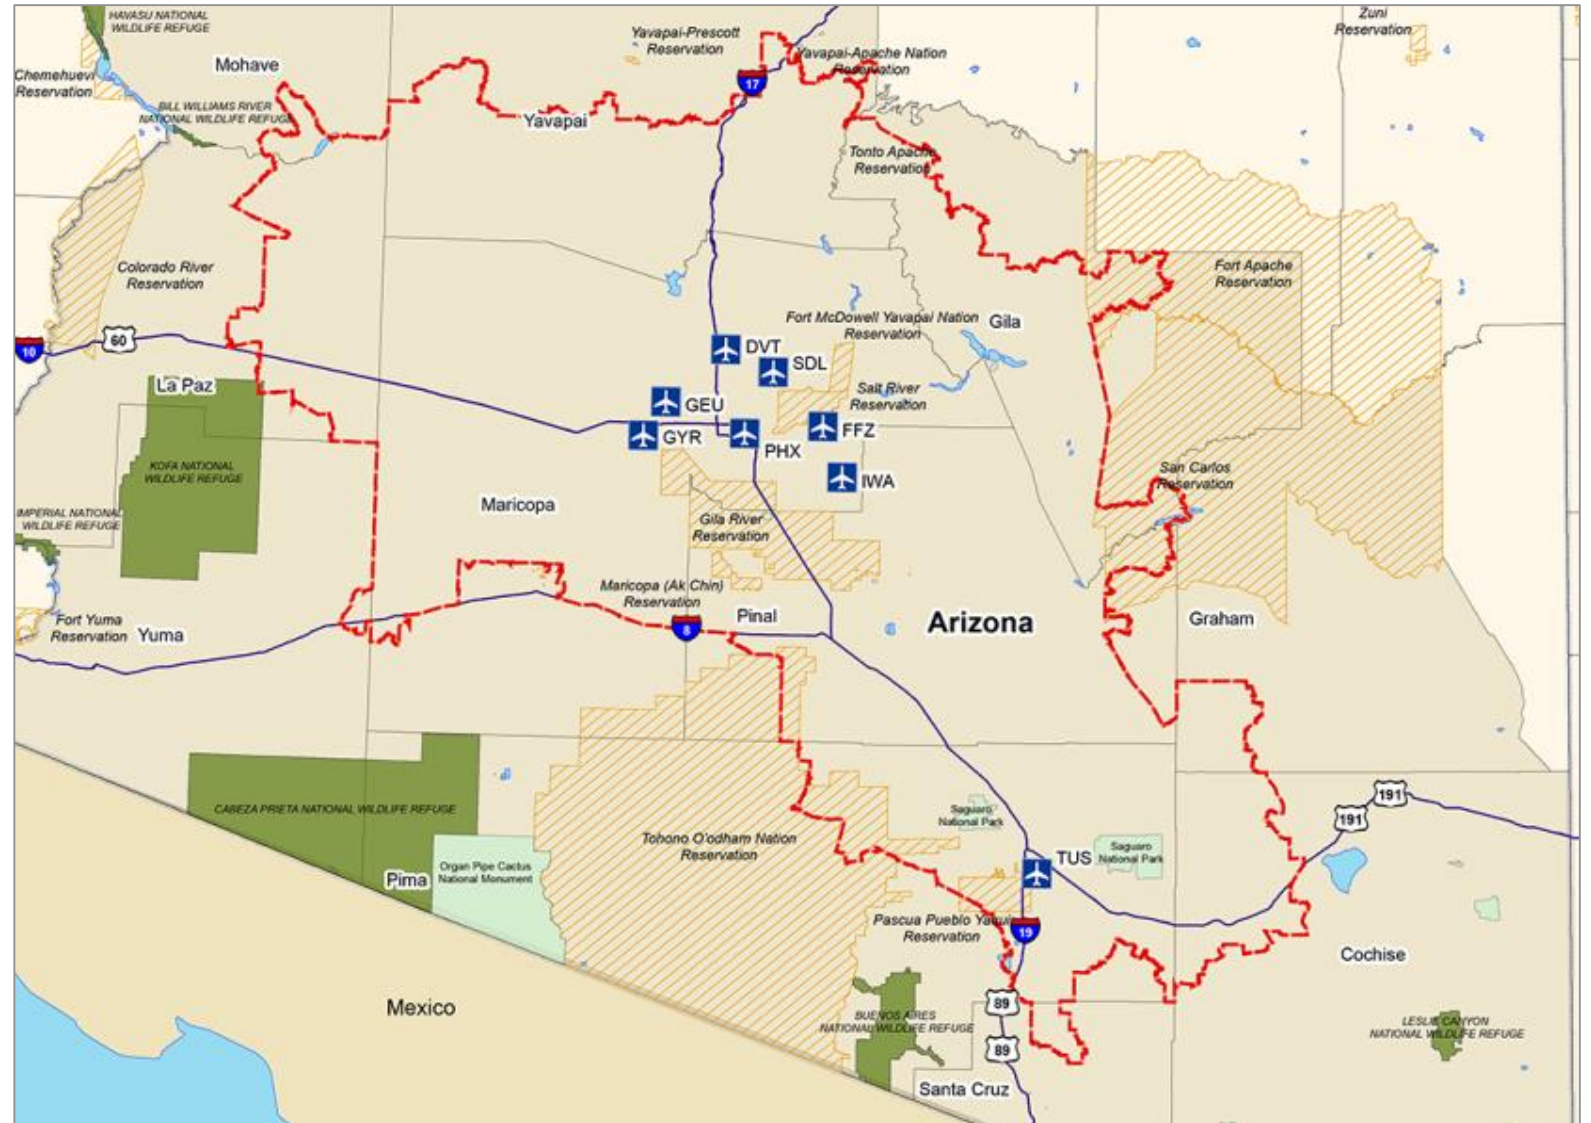 HAVASU NATIONAL
WILDLIFE REFUGE
Mohave
Chemehuevi
Reservation
BILL WILLIAMS RIVER
NATIONAL WILDLIFE REFUGE
Yavapai-Prescott
Reservation
Yavapai-Apache Nation
Reservation
17
Yavapai
Zuni
Reservation
Tonto Apache
Reservation
Colorado River
Reservation
Fort Apache
Reservation
Fort McDowell Yavapai Nation
Reservation
Gila
10
60
DVT
SDL
La Paz
GEU
Salt River
Reservation
GYR
PHX
FFZ
IWA
KOFA NATIONAL
WILDLIFE REFUGE
San Carlos
Reservation
Maricopa
IMPERIAL NATIONAL
WILDLIFE REFUGE
Gila River
Reservation
Maricopa (Ak Chin)
Reservation
Fort Yuma
Reservation
Yuma
8
Pinal
Arizona
Graham
CABEZA PRIETA NATIONAL WILDLIFE REFUGE
Saguaro
National Park
191
191
Tohono O'odham Nation
Reservation
Saguaro
National Park
TUS
Organ Pipe Cactus
National Monument
Pima
Pascua Pueblo Yaqui
Reservation
19
Cochise
Mexico
89
BUENOS AIRES
NATIONAL WILDLIFE REFUGE
89
LESLIE CANYON
NATIONAL WILDLIFE REFUGE
Santa Cruz